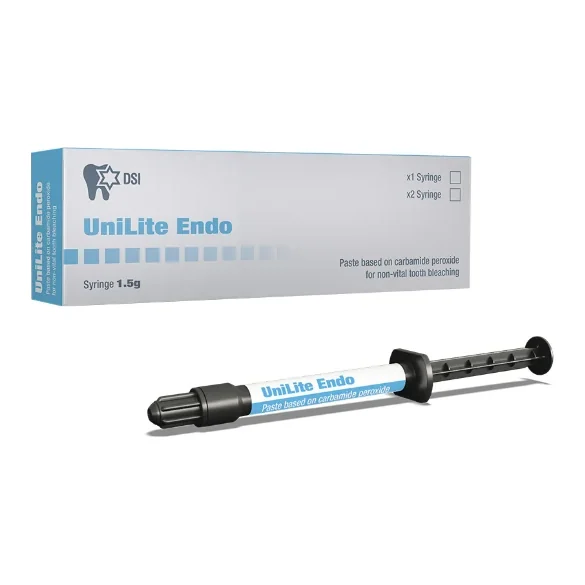 DSI
UniLite Endo
Syringe 1.5g
x1 Syringe
x2 Syringe
Paste based on carbamide peroxide
for non-vital tooth bleaching
UniLite Endo
Paste based on carbamide peroxide
for non-vital tooth bleaching
UniLite Endo
Paste based on carbamide peroxide